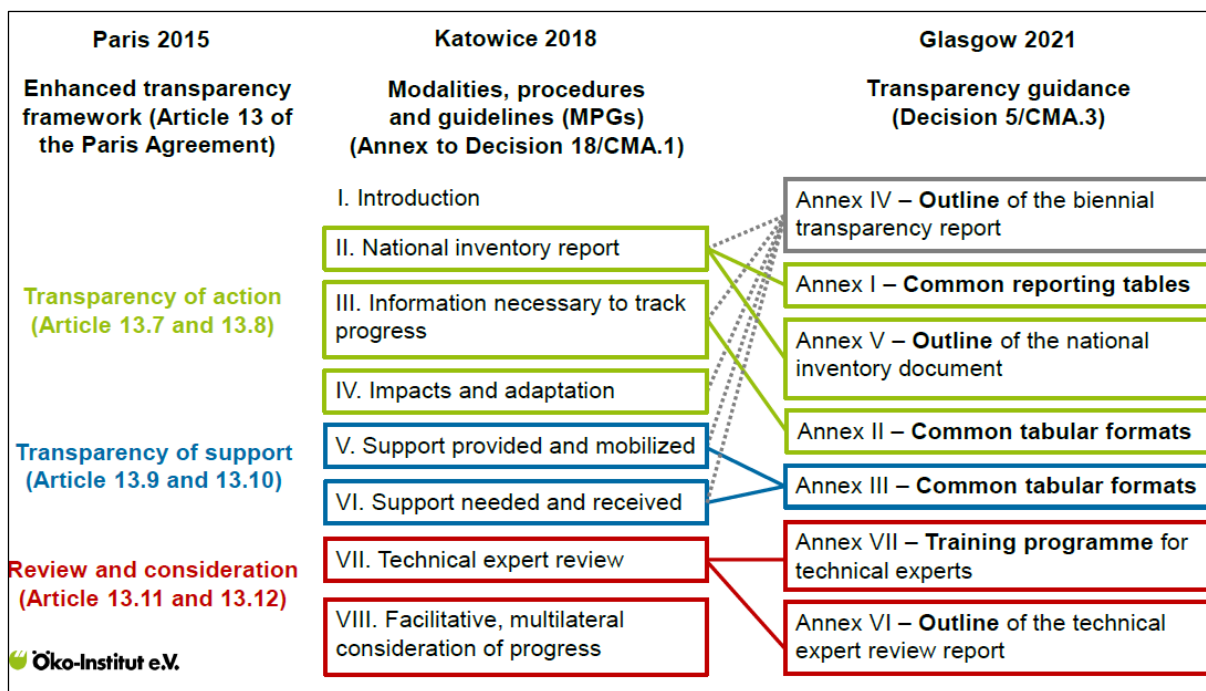 Paris 2015
Enhanced transparency
framework (Article 13 of
the Paris Agreement)
Transparency of action
(Article 13.7 and 13.8)
Transparency of support
(Article 13.9 and 13.10)
Review and consideration
(Article 13.11 and 13.12)
Öko-Institut e.V.
Katowice 2018
Modalities, procedures
and guidelines (MPGs)
(Annex to Decision 18/CMA.1)
I. Introduction
II. National inventory report
III. Information necessary to track
progress
IV. Impacts and adaptation
V. Support provided and mobilized
VI. Support needed and received
VII. Technical expert review
VIII. Facilitative, multilateral
consideration of progress
Glasgow 2021
Transparency guidance
(Decision 5/CMA.3)
Annex IV – Outline of the biennial
transparency report
Annex I – Common reporting tables
Annex V – Outline of the national
inventory document
Annex II – Common tabular formats
Annex III – Common tabular formats
Annex VII – Training programme for
technical experts
Annex VI – Outline of the technical
expert review report